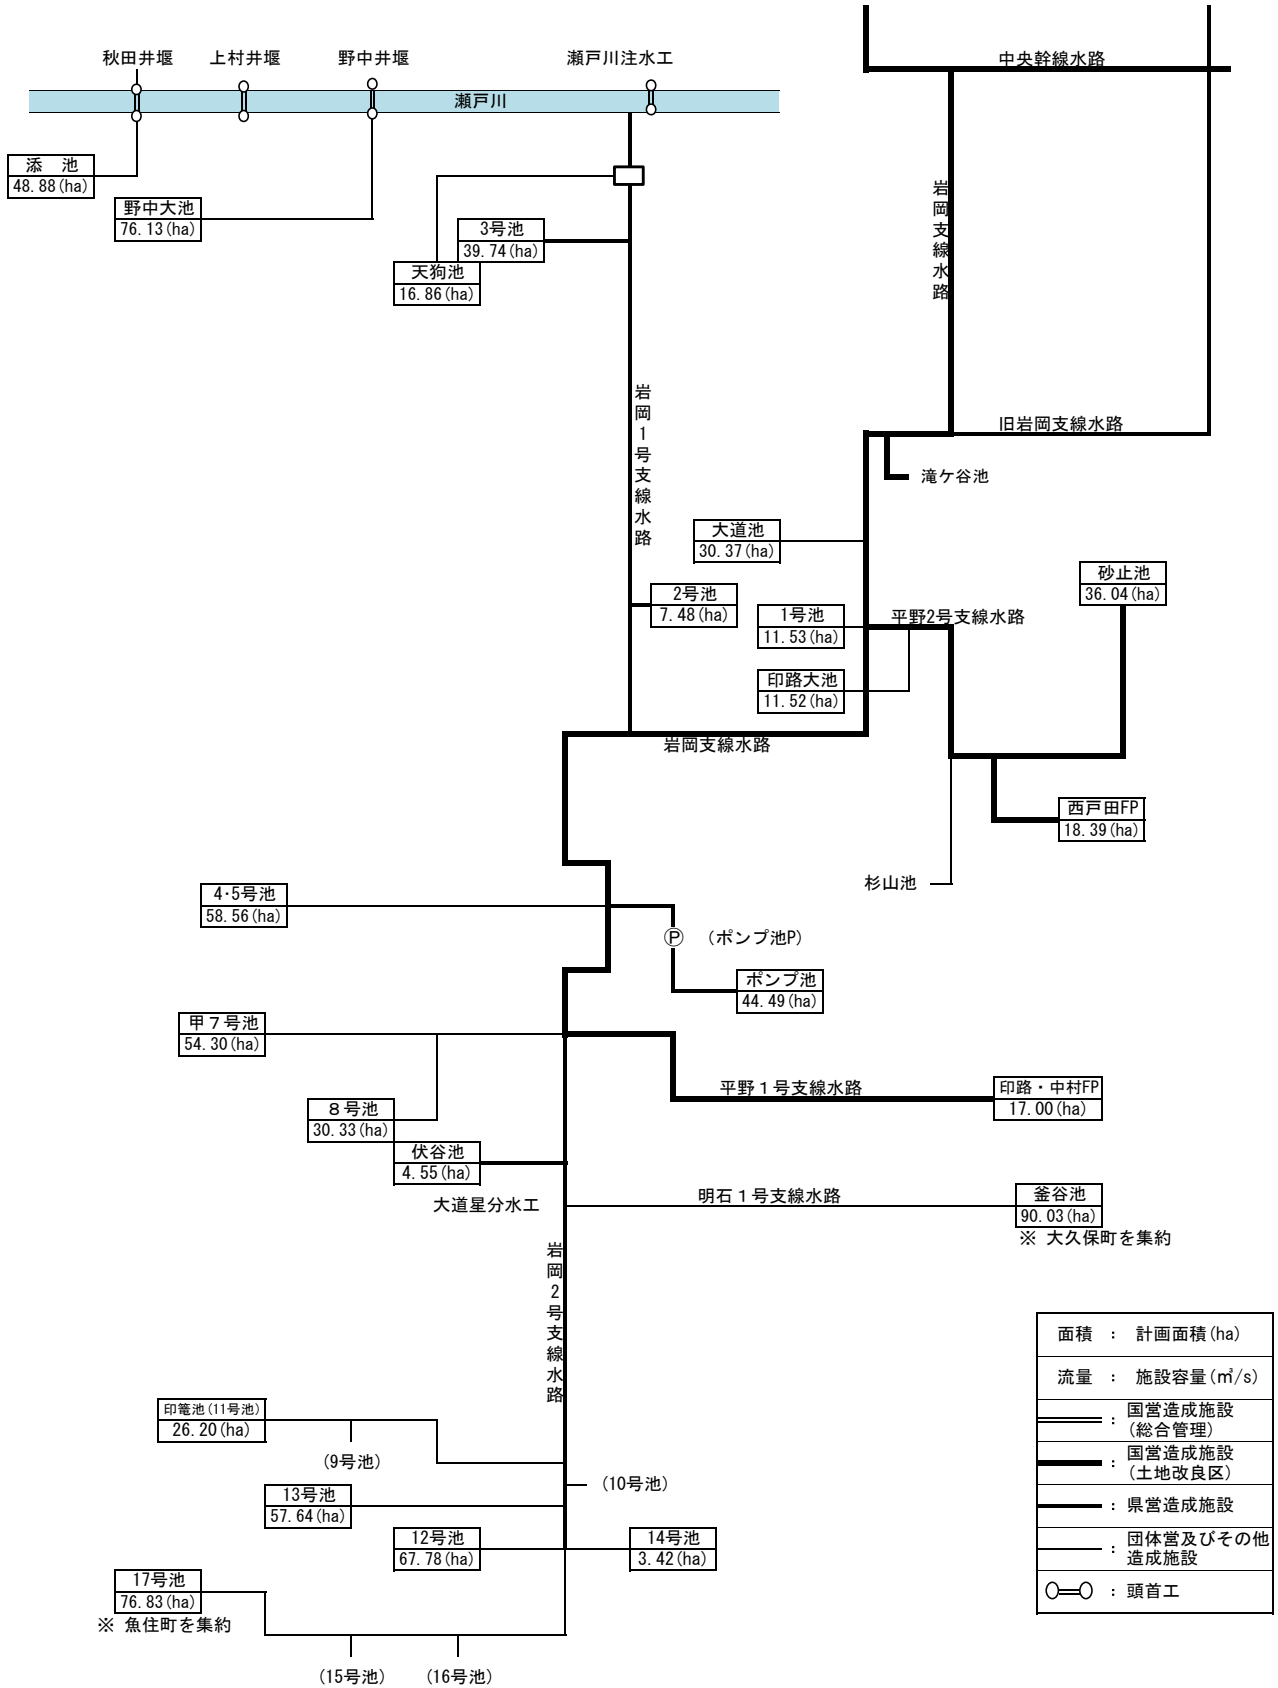 秋田井堰
上村井堰
野中井堰
瀬戸川注水工
中央幹線水路
瀬戸川
添　池
48.88(ha)
野中大池
76.13(ha)
3号池
39.74(ha)
天狗池
16.86(ha)
岩岡支線水路
岩岡1号支線水路
旧岩岡支線水路
滝ケ谷池
大道池
30.37(ha)
砂止池
36.04(ha)
2号池
7.48(ha)
1号池
11.53(ha)
平野2号支線水路
印路大池
11.52(ha)
岩岡支線水路
西戸田FP
18.39(ha)
杉山池
4・5号池
58.56(ha)
Ⓟ
(ポンプ池P)
ポンプ池
44.49(ha)
甲７号池
54.30(ha)
平野１号支線水路
印路・中村FP
17.00(ha)
８号池
30.33(ha)
伏谷池
4.55(ha)
大道星分水工
明石１号支線水路
釜谷池
90.03(ha)
※ 大久保町を集約
岩岡2号支線水路
印篭池(11号池)
26.20(ha)
(9号池)
(10号池)
13号池
57.64(ha)
12号池
67.78(ha)
14号池
3.42(ha)
17号池
76.83(ha)
※ 魚住町を集約
(15号池)
(16号池)
面積 ： 計画面積(ha)
流量 ： 施設容量(㎥/s)
： 国営造成施設
(総合管理)
： 国営造成施設
(土地改良区)
： 県営造成施設
： 団体営及びその他
造成施設
： 頭首工